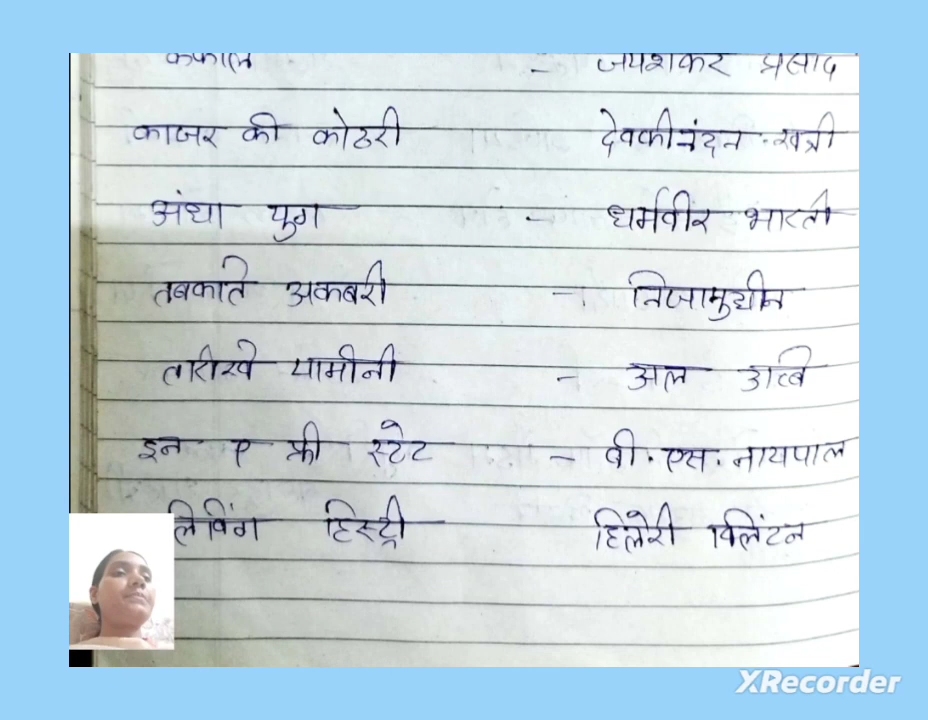 कंकाल - जयशंकर प्रसाद
काजर की कोठरी देवकीनंदन खत्री
अंधा युग - धर्मवीर भारती
तबकाते अकबरी - निजामुद्दीन
तारीखे यामीनी - अल उत्बि
इन ए फ्री स्टेट - वी.एस.नायपाल
लिविंग हिस्ट्री हिलेरी क्लिंटन
XRecorder